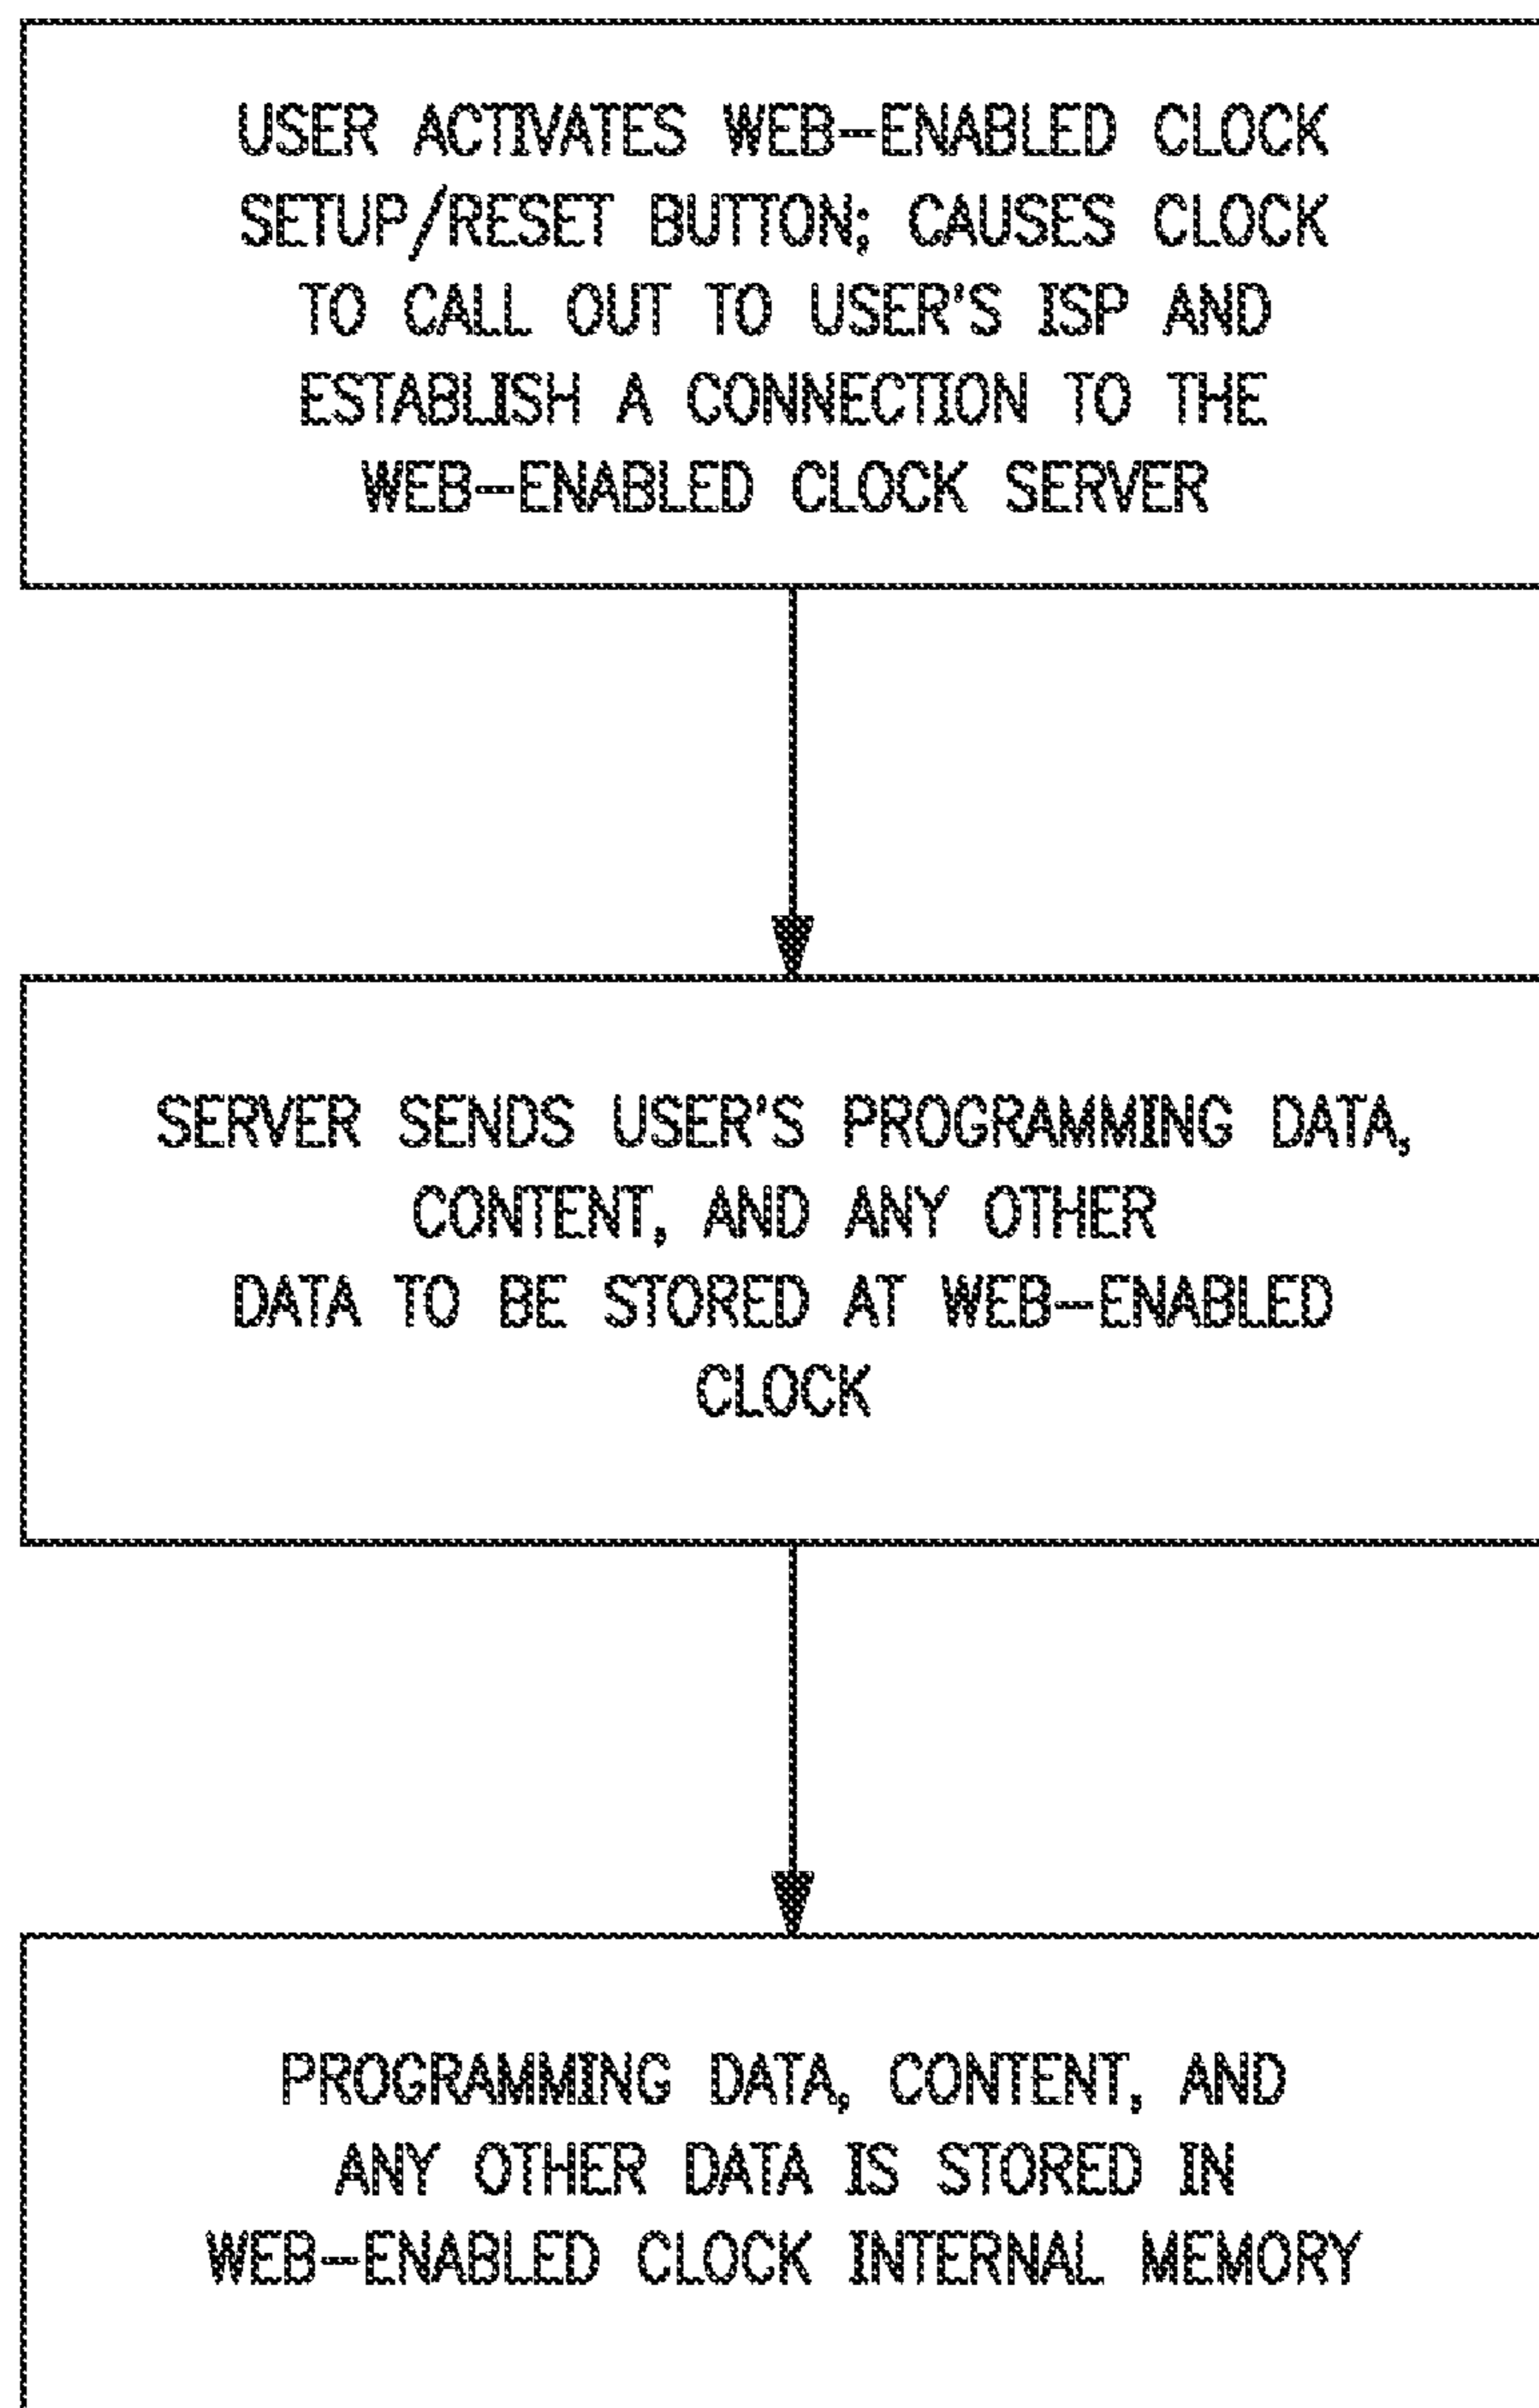 USER ACTIVATES WEB-ENABLED CLOCK
SETUP/RESET BUTTON; CAUSES CLOCK
TO CALL OUT TO USER'S ISP AND
ESTABLISH A CONNECTION TO THE
WEB-ENABLED CLOCK SERVER
SERVER SENDS USER'S PROGRAMMING DATA,
CONTENT, AND ANY OTHER
DATA TO BE STORED AT WEB-ENABLED
CLOCK
PROGRAMMING DATA, CONTENT, AND
ANY OTHER DATA IS STORED IN
WEB-ENABLED CLOCK INTERNAL MEMORY